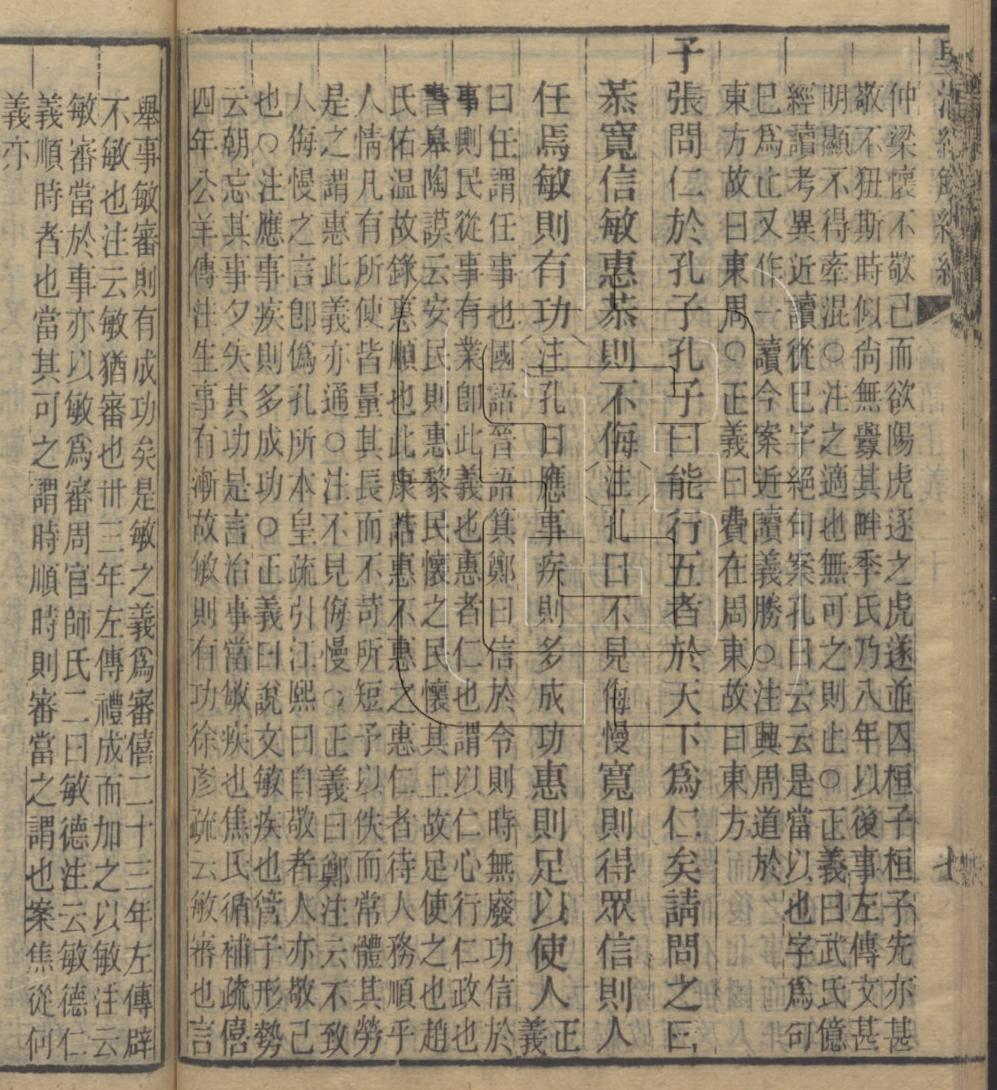 仲梁懷不敬己而欲陽虎逐之虎遂並囚桓子桓子先亦甚
敬不狃斯時似尙無釁其畔季氏乃八年以後事左傳文甚
明顯不得牽混○注之適也無可之則止○正義曰武氏億
經讀考異近讀從巳字絕句案孔曰云云是當以也字爲句
巳爲止又作一讀今案近讀義勝○注興周道於
東方故曰東周○正義曰費在周東故曰東方
子張問仁於孔子孔子曰能行五者於天下爲仁矣請問之曰
恭寬信敏惠恭則不侮注孔曰不見侮慢寬則得眾信則人
任焉敏則有功注孔曰應事疾則多成功惠則足以使人正義
曰任謂任事也國語晉語箕鄭曰信於令則時無廢功信於
事則民從事有業卽此義也惠者仁也謂以仁心行仁政也
書皋陶謨云安民則惠黎民懷之民懷其上故足使之也趙
氏佑温故錄惠順也此康誥惠不惠之惠仁者待人務順乎
人情凡有所使皆量其長而不苛所短予以佚而常體其勞
是之謂惠此義亦通○注不見侮慢○正義曰鄭注云不致
人侮慢之言卽僞孔所本皇疏引江熙曰自敬者人亦敬己
也○注應事疾則多成功○正義曰說文敏疾也管子形勢
云朝忘其事夕失其功是言治事當敏疾也焦氏循補疏僖
四年公羊傳注生事有漸故敏則有功徐彦疏云敏審也言
舉事敏審則有成功矣是敏之義爲審僖二十三年左傳辟
不敏也注云敏猶審也卅三年左傳禮成而加之以敏注云
敏審當於事亦以敏爲審周官師氏二曰敏德注云敏德仁
義順時者也當其可之謂時順時則審當之謂也案焦從何
義亦